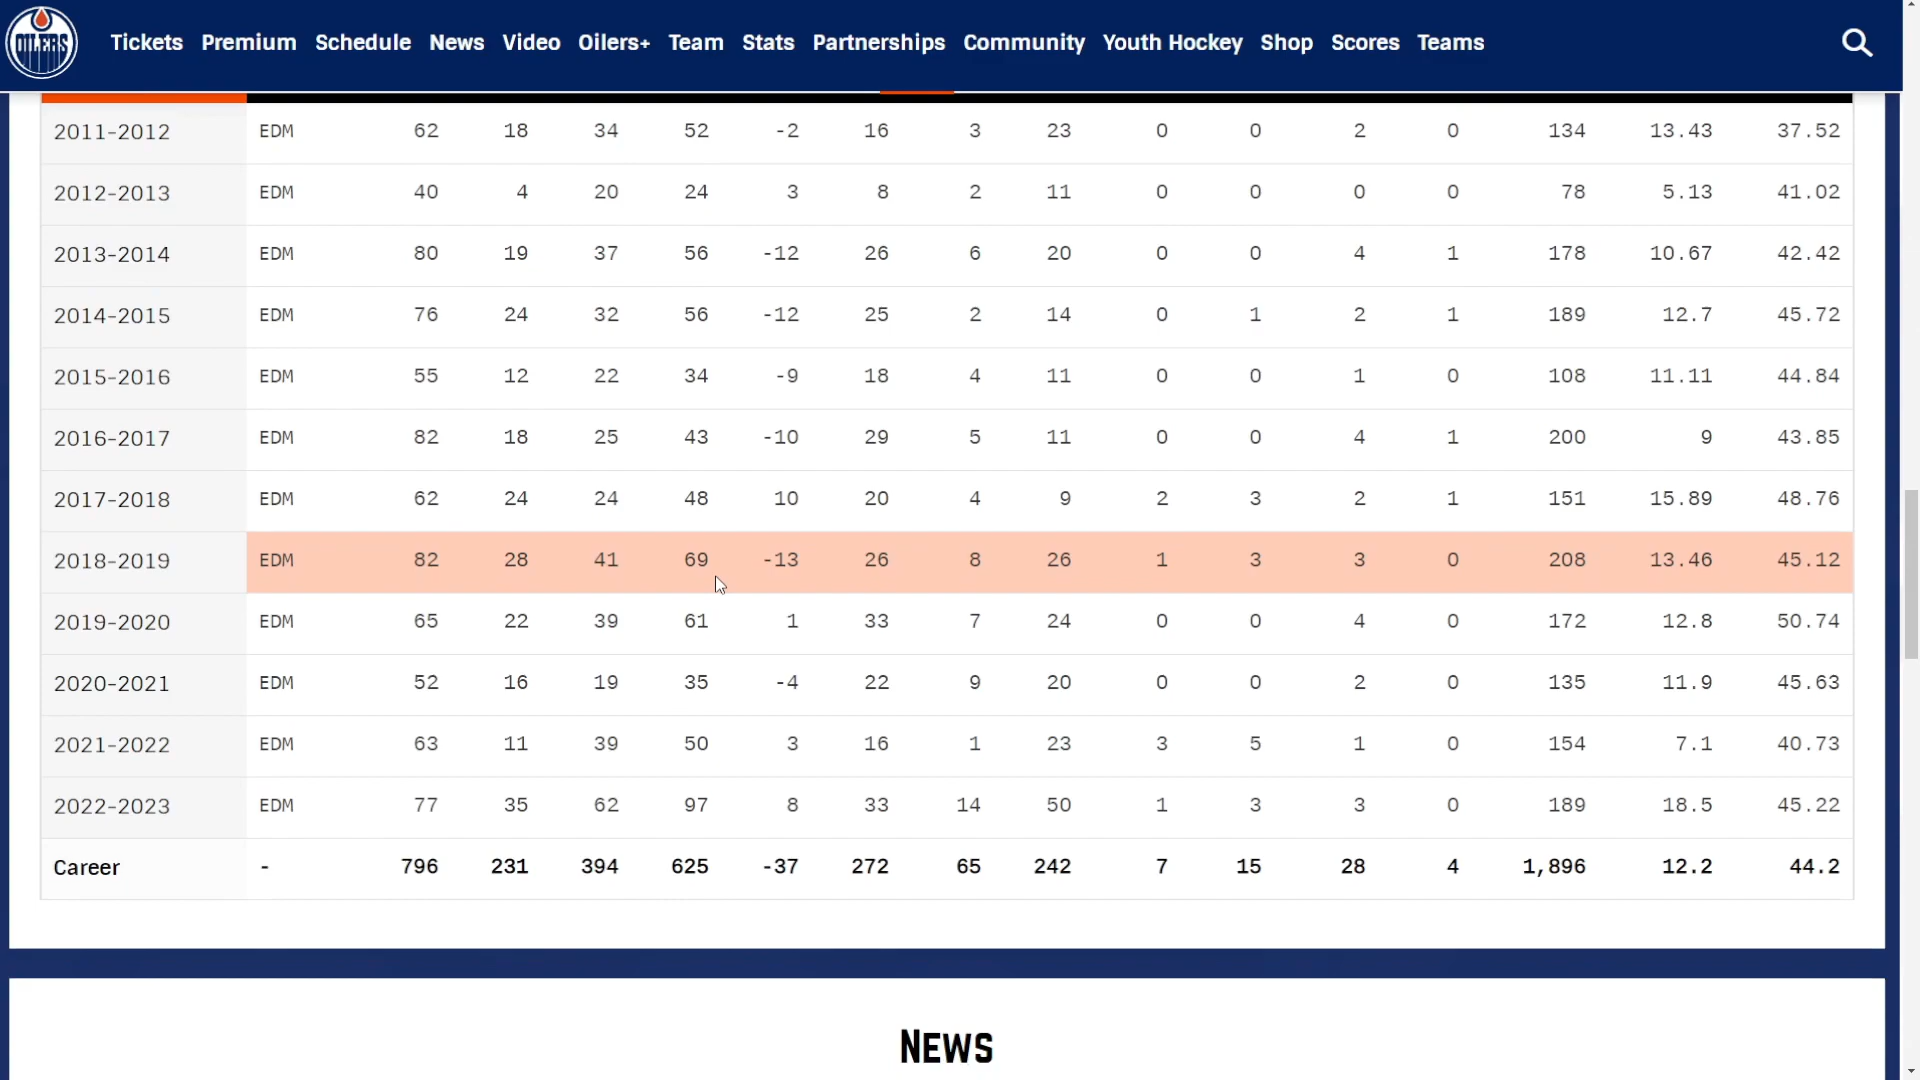 OILERS Tickets Premium Schedule News Video Oilers+ Team Stats Partnerships Community Youth Hockey Shop Scores Teams
2011-2012 EDM 62 18 34 52 -2 16 3 23 0 0 2 0 134 13.43 37.52
2012-2013 EDM 40 4 20 24 3 8 2 11 0 0 0 0 78 5.13 41.02
2013-2014 EDM 80 19 37 56 -12 26 6 20 0 0 4 1 178 10.67 42.42
2014-2015 EDM 76 24 32 56 -12 25 2 14 0 1 2 1 189 12.7 45.72
2015-2016 EDM 55 12 22 34 -9 18 4 11 0 0 1 0 108 11.11 44.84
2016-2017 EDM 82 18 25 43 -10 29 5 11 0 0 4 1 200 9 43.85
2017-2018 EDM 62 24 24 48 10 20 4 9 2 3 2 1 151 15.89 48.76
2018-2019 EDM 82 28 41 69 -13 26 8 26 1 3 3 0 208 13.46 45.12
2019-2020 EDM 65 22 39 61 1 33 7 24 0 0 4 0 172 12.8 50.74
2020-2021 EDM 52 16 19 35 -4 22 9 20 0 0 2 0 135 11.9 45.63
2021-2022 EDM 63 11 39 50 3 16 1 23 3 5 1 0 154 7.1 40.73
2022-2023 EDM 77 35 62 97 8 33 14 50 1 3 3 0 189 18.5 45.22
Career - 796 231 394 625 -37 272 65 242 7 15 28 4 1,896 12.2 44.2
NEWS